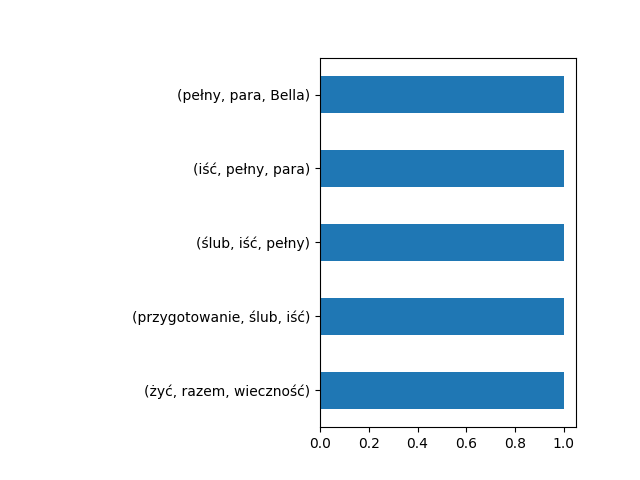 (pełny, para, Bella)
(iść, pełny, para)
(ślub, iść, pełny)
(przygotowanie, ślub, iść)
(żyć, razem, wieczność)
0.0 0.2 0.4 0.6 0.8 1.0